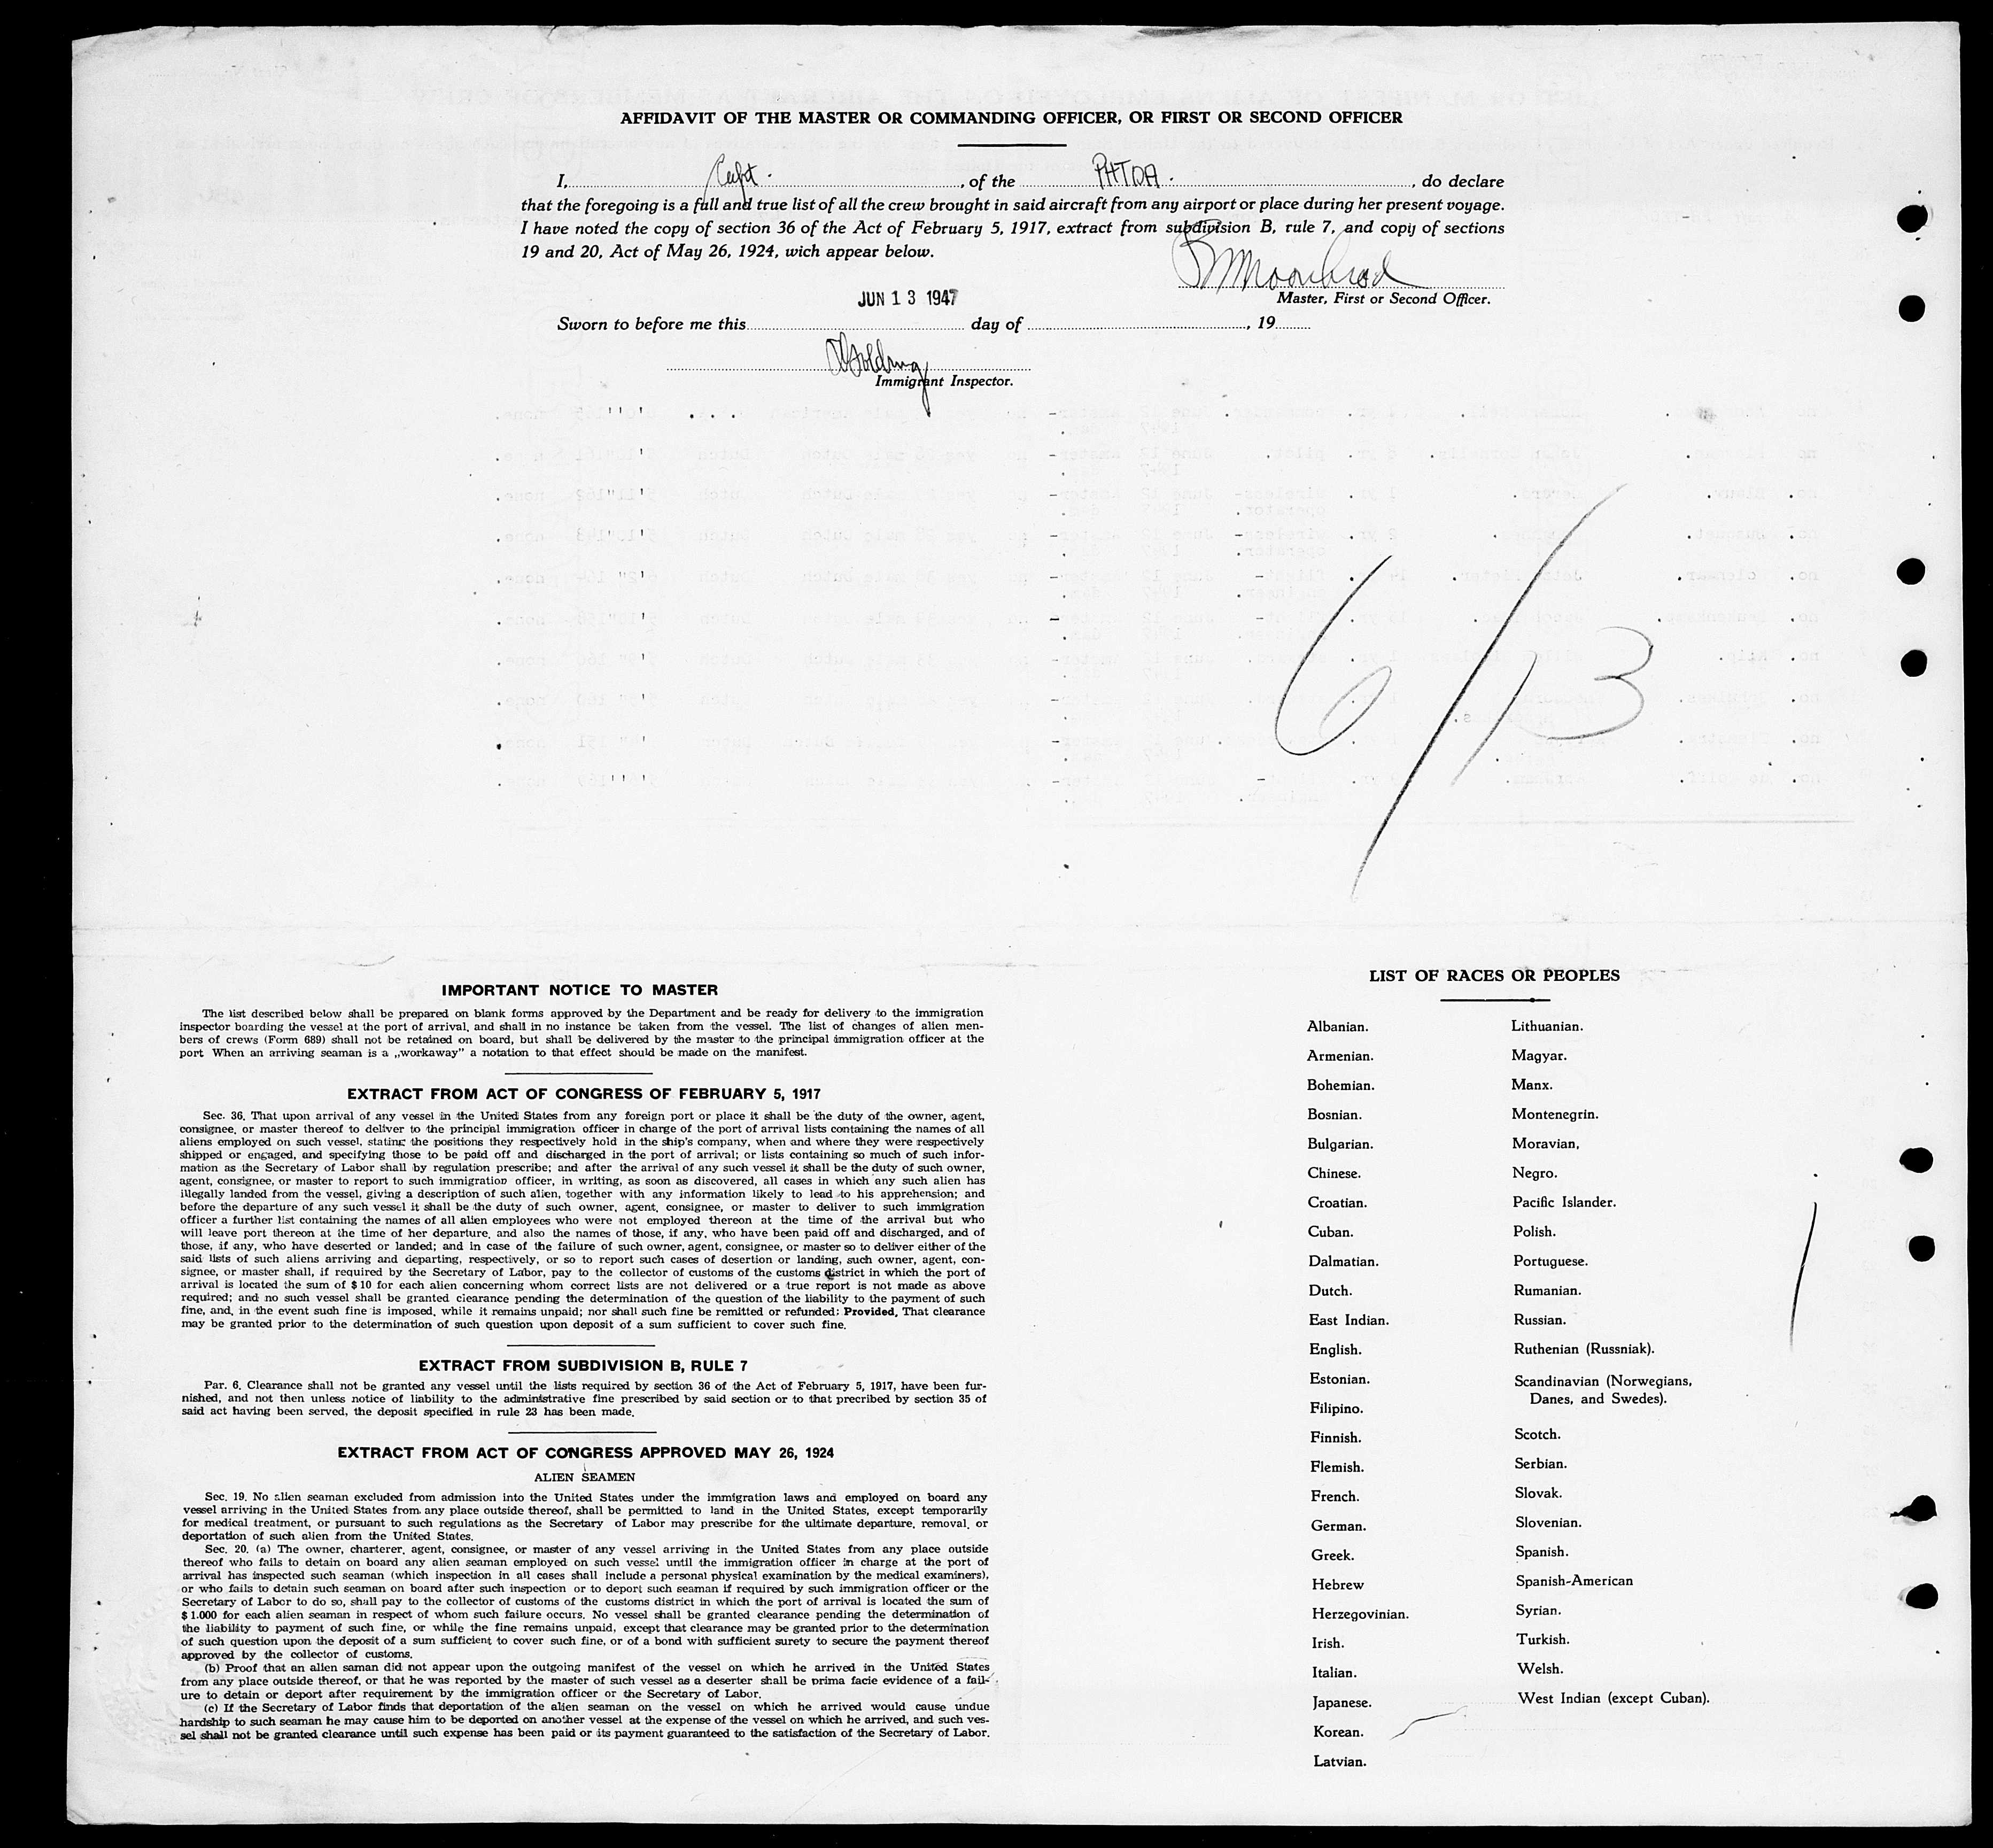 AFFIDAVIT OF THE MASTER OR COMMANDING OFFICER, OR FIRST OR SECOND OFFICER
I, Capt. , of the PHTDA. , do declare
that the foregoing is a full and true list of all the crew brought in said aircraft from any airport or place during her present voyage.
I have noted the copy of section 36 of the Act of February 5, 1917, extract from subdivision B, rule 7, and copy of sections
19 and 20, Act of May 26, 1924, wich appear below.
Master, First or Second Officer.
JUN 13 1947
Sworn to before me this day of , 19
Immigrant Inspector.
6/13
IMPORTANT NOTICE TO MASTER
The list described below shall be prepared on blank forms approved by the Department and be ready for delivery to the immigration
inspector boarding the vessel at the port of arrival, and shall in no instance be taken from the vessel. The list of changes of alien men-
bers of crews (Form 689) shall not be retained on board, but shall be delivered by the master to the principal immigration officer at the
port When an arriving seaman is a „workaway” a notation to that effect should be made on the manifest.
EXTRACT FROM ACT OF CONGRESS OF FEBRUARY 5, 1917
Sec. 36. That upon arrival of any vessel in the United States from any foreign port or place it shall be the duty of the owner, agent,
consignee, or master thereof to deliver to the principal immigration officer in charge of the port of arrival lists containing the names of all
aliens employed on such vessel, stating the positions they respectively hold in the ship's company, when and where they were respectively
shipped or engaged, and specifying those to be paid off and discharged in the port of arrival; or lists containing so much of such infor-
mation as the Secretary of Labor shall by regulation prescribe; and after the arrival of any such vessel it shall be the duty of such owner,
agent, consignee, or master to report to such immigration officer, in writing, as soon as discovered, all cases in which any such alien has
illegally landed from the vessel, giving a description of such alien, together with any information likely to lead to his apprehension; and
before the departure of any such vessel it shall be the duty of such owner, agent, consignee, or master to deliver to such immigration
officer a further list containing the names of all alien employees who were not employed thereon at the time of the arrival but who
will leave port thereon at the time of her departure, and also the names of those, if any, who have been paid off and discharged, and of
those, if any, who have deserted or landed; and in case of the failure of such owner, agent, consignee, or master so to deliver either of the
said lists of such aliens arriving and departing, respectively, or so to report such cases of desertion or landing, such owner, agent, con-
signee, or master shall, if required by the Secretary of Labor, pay to the collector of customs of the customs district in which the port of
arrival is located the sum of $ 10 for each alien concerning whom correct lists are not delivered or a true report is not made as above
required; and no such vessel shall be granted clearance pending the determination of the question of the liability to the payment of such
fine, and, in the event such fine is imposed, while it remains unpaid; nor shall such fine be remitted or refunded: Provided, That clearance
may be granted prior to the determination of such question upon deposit of a sum sufficient to cover such fine.
EXTRACT FROM SUBDIVISION B, RULE 7
Par. 6. Clearance shall not be granted any vessel until the lists required by section 36 of the Act of February 5, 1917, have been fur-
nished, and not then unless notice of liability to the administrative fine prescribed by said section or to that precribed by section 35 of
said act having been served, the deposit specified in rule 23 has been made.
EXTRACT FROM ACT OF CONGRESS APPROVED MAY 26, 1924
ALIEN SEAMEN
Sec. 19. No alien seaman excluded from admission into the United States under the immigration laws and employed on board any
vessel arriving in the United States from any place outside thereof, shall be permitted to land in the United States, except temporarily
for medical treatment, or pursuant to such regulations as the Secretary of Labor may prescribe for the ultimate departure, removal, or
deportation of such alien from the United States.
Sec. 20. (a) The owner, charterer, agent, consignee, or master of any vessel arriving in the United States from any place outside
thereof who fails to detain on board any alien seaman employed on such vessel until the immigration officer in charge at the port of
arrival has inspected such seaman (which inspection in all cases shall include a personal physical examination by the medical examiners),
or who fails to detain such seaman on board after such inspection or to deport such seaman if required by such immigration officer or the
Secretary of Labor to do so, shall pay to the collector of customs of the customs district in which the port of arrival is located the sum of
$ 1.000 for each alien seaman in respect of whom such failure occurs. No vessel shall be granted clearance pending the determination of
the liability to payment of such fine, or while the fine remains unpaid, except that clearance may be granted prior to the determination
of such question upon the deposit of a sum sufficient to cover such fine, or of a bond with sufficient surety to secure the payment thereof
approved by the collector of customs.
(b) Proof that an alien saman did not appear upon the outgoing manifest of the vessel on which he arrived in the United States
from any place outside thereof, or that he was reported by the master of such vessel as a deserter shall be prima facie evidence of a fail-
ure to detain or deport after requirement by the immigration officer or the Secretary of Labor.
(c) If the Secretary of Labor finds that deportation of the alien seaman on the vessel on which he arrived would cause undue
hardship to such seaman he may cause him to be deported on another vessel at the expense of the vessel on which he arrived, and such ves-
sel shall not be granted clearance until such expense has been paid or its payment guaranteed to the satisfaction of the Secretary of Labor.
LIST OF RACES OR PEOPLES
Albanian.
Armenian.
Bohemian.
Bosnian.
Bulgarian.
Chinese.
Croatian.
Cuban.
Dalmatian.
Dutch.
East Indian.
English.
Estonian.
Filipino.
Finnish.
Flemish.
French.
German.
Greek.
Hebrew
Herzegovinian.
Irish.
Italian.
Japanese.
Korean.
Latvian.
Lithuanian.
Magyar.
Manx.
Montenegrin.
Moravian,
Negro.
Pacific Islander.
Polish.
Portuguese.
Rumanian.
Russian.
Ruthenian (Russniak).
Scandinavian (Norwegians,
Danes, and Swedes).
Scotch.
Serbian.
Slovak.
Slovenian.
Spanish.
Spanish-American
Syrian.
Turkish.
Welsh.
West Indian (except Cuban).